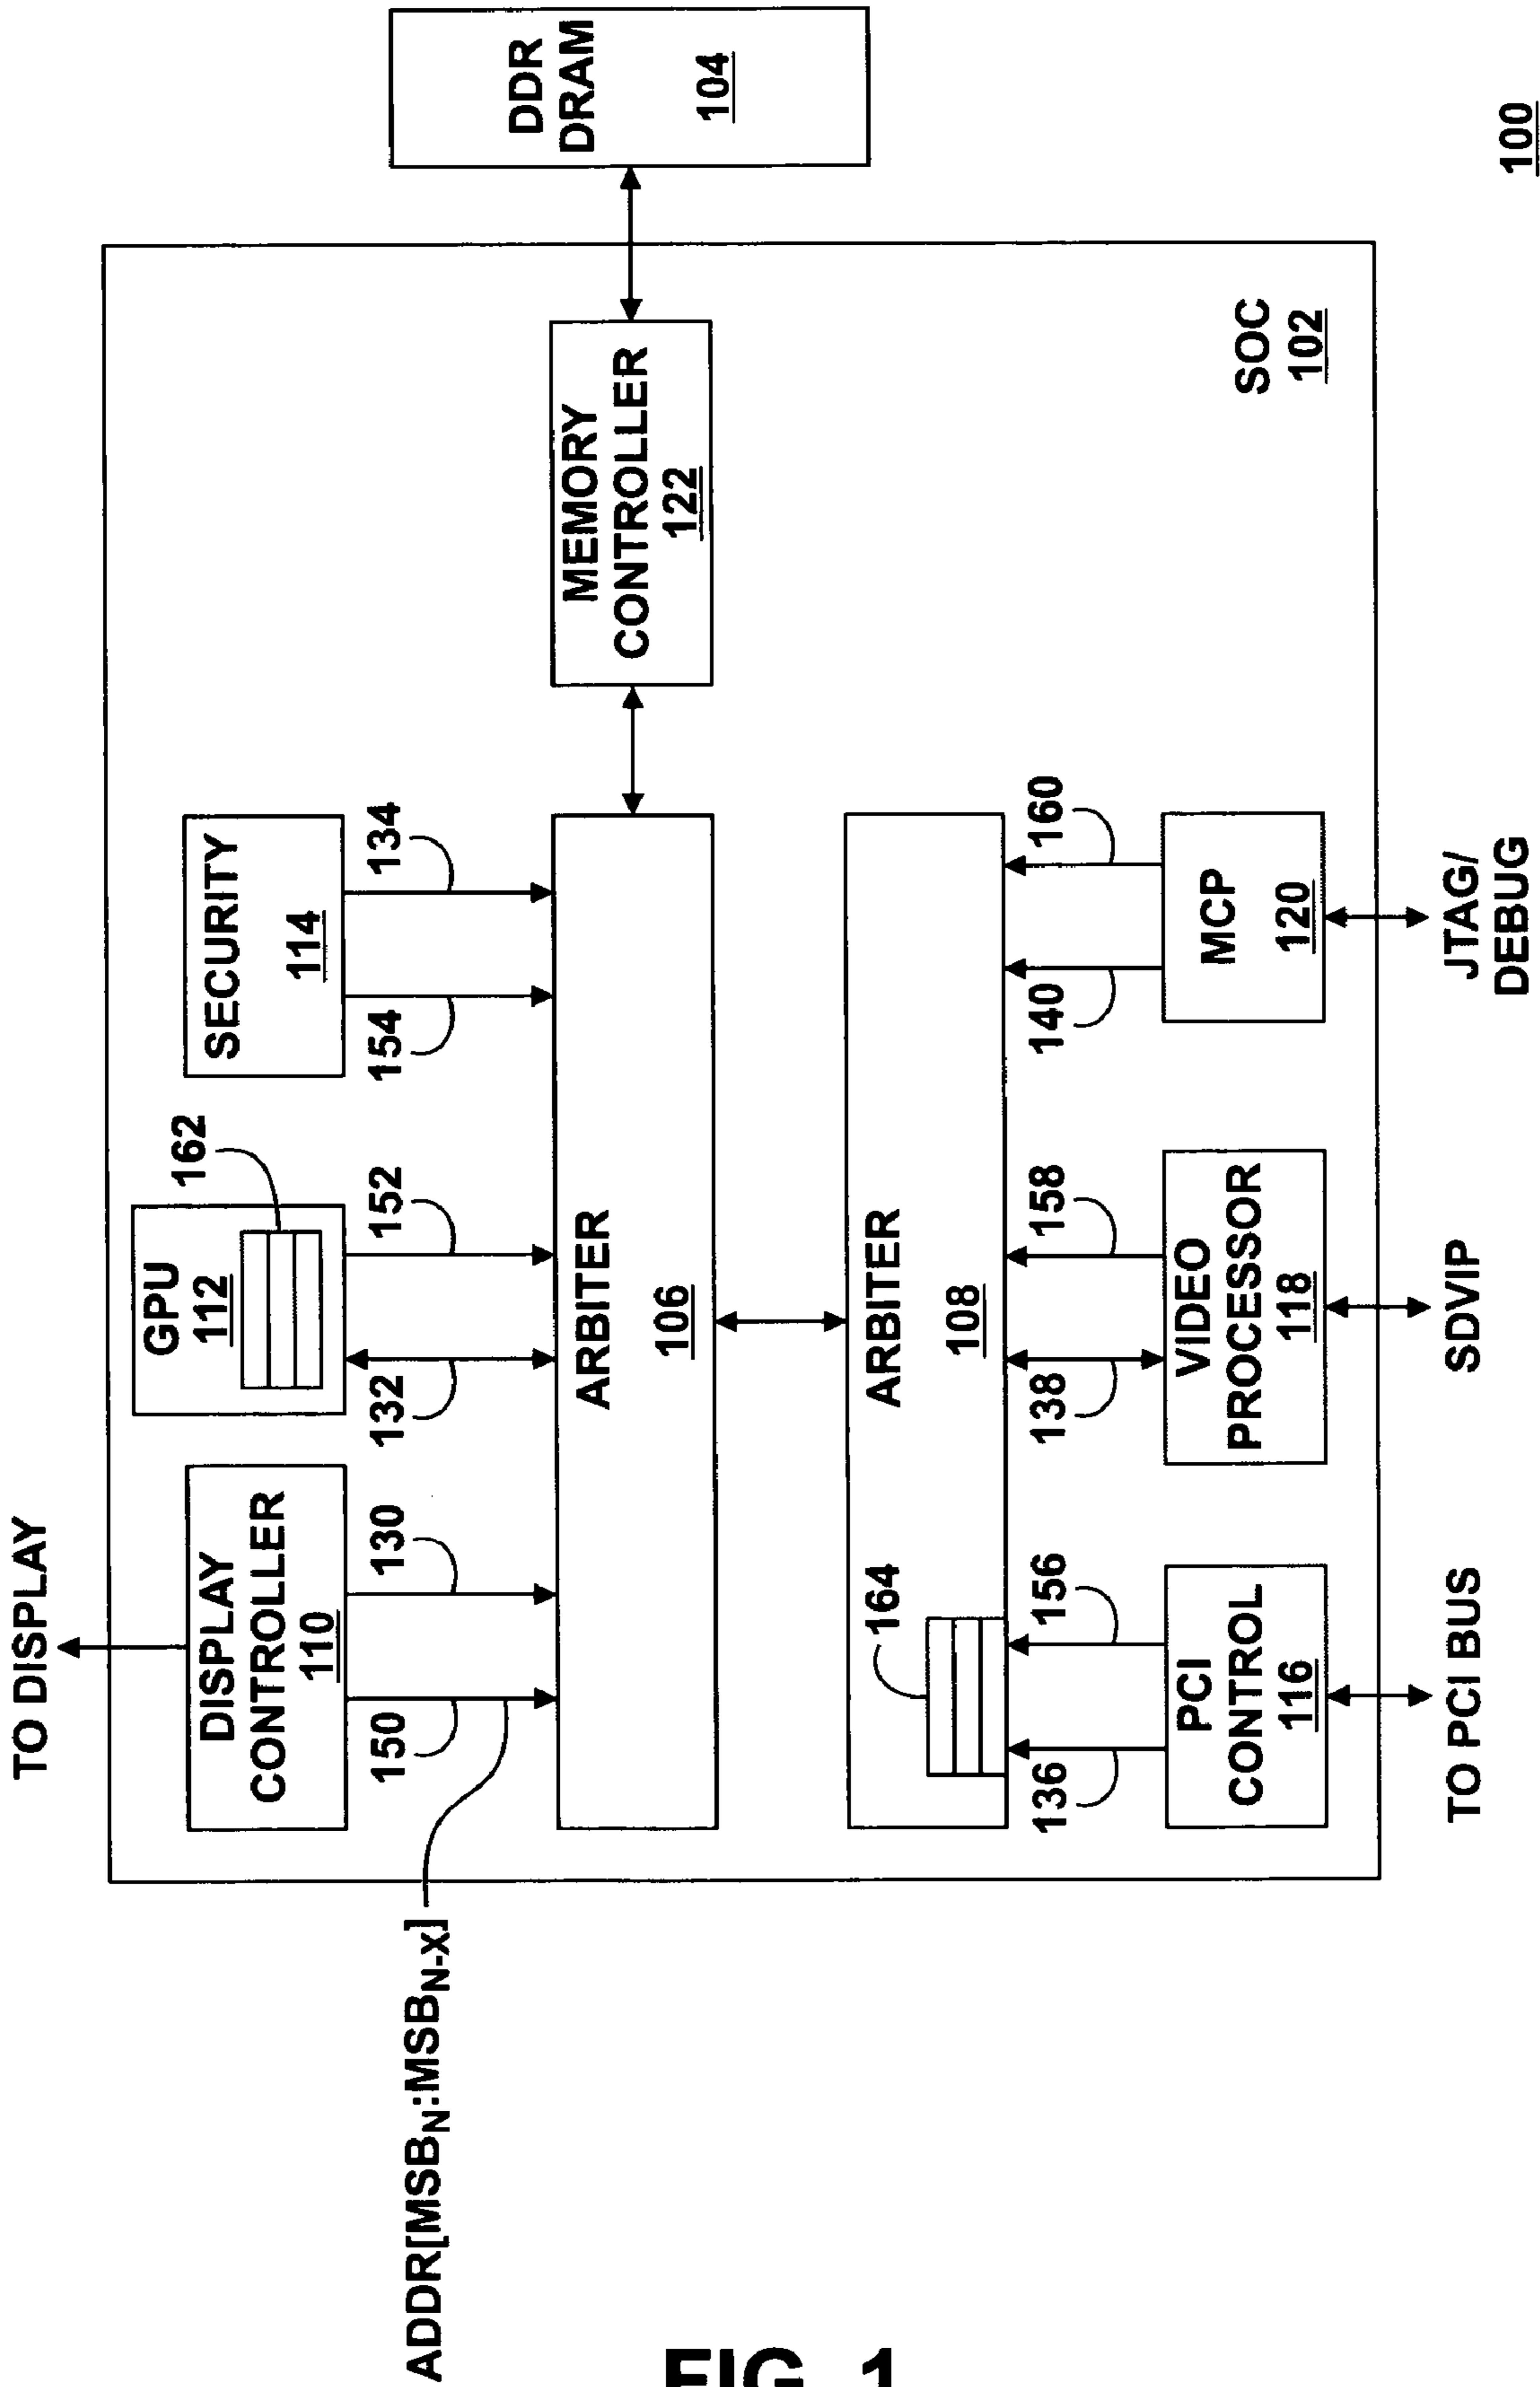 TO DISPLAY
ADDR[MSBN:MSBN-X]
DISPLAY
CONTROLLER
110
150
130
GPU
112
162
132
152
SECURITY
114
154
134
ARBITER
106
MEMORY
CONTROLLER
122
DDR
DRAM
104
ARBITER
108
164
136
156
138
158
140
160
PCI
CONTROL
116
VIDEO
PROCESSOR
118
MCP
120
SOC
102
TO PCI BUS
SDVIP
JTAG/
DEBUG
100
FIG. 1